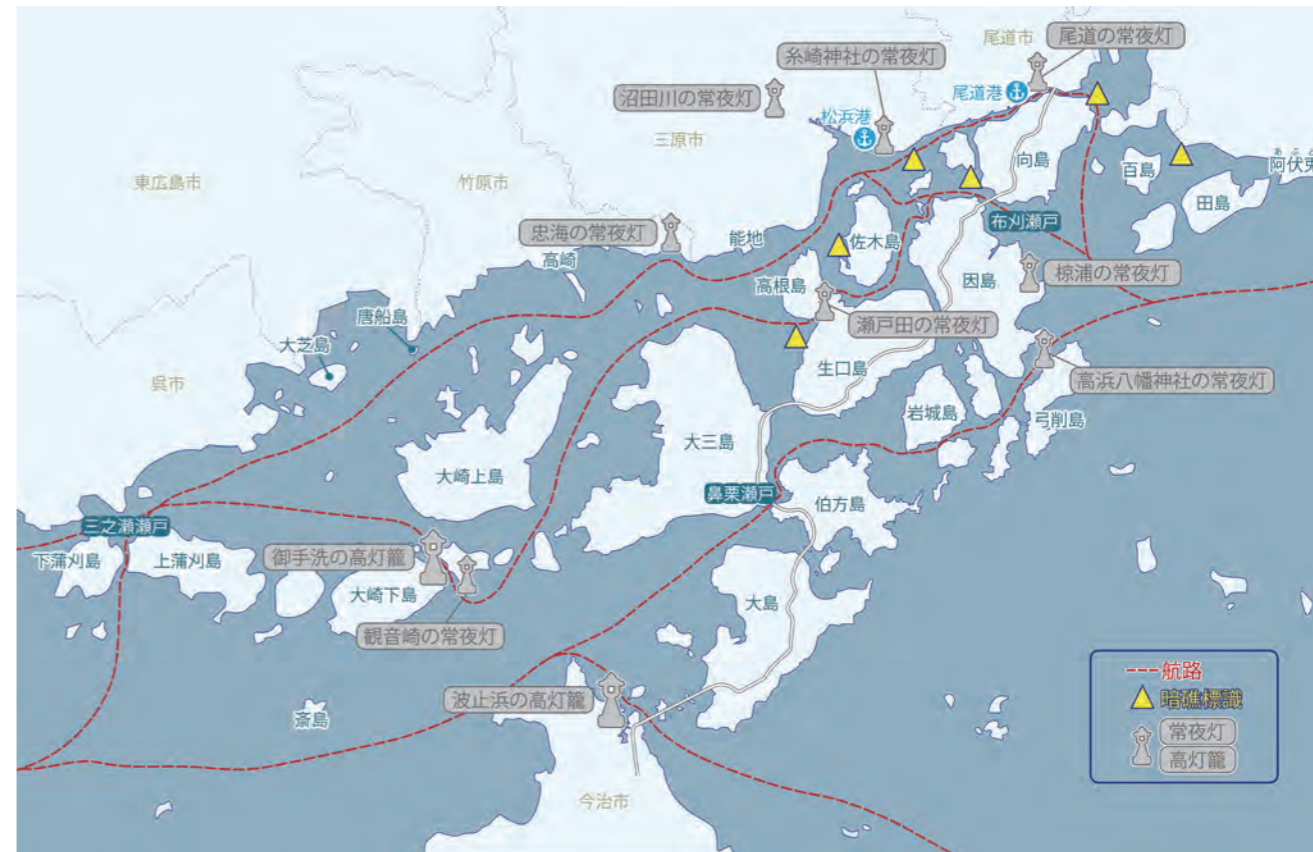 尾道市
尾道の常夜灯
糸崎神社の常夜灯
沼田川の常夜灯
尾道港
松浜港
三原市
向島
百島
あぶと
阿伏兎
田島
東広島市
竹原市
布刈瀬戸
忠海の常夜灯
能地
高崎
佐木島
因島
椋浦の常夜灯
高根島
瀬戸田の常夜灯
唐船島
大芝島
呉市
生口島
高浜八幡神社の常夜灯
岩城島
弓削島
大三島
大崎上島
鼻栗瀬戸
伯方島
三之瀬瀬戸
下蒲刈島
上蒲刈島
御手洗の高灯籠
大崎下島
大島
観音崎の常夜灯
波止浜の高灯籠
斎島
今治市
航路
暗礁標識
常夜灯
高灯籠